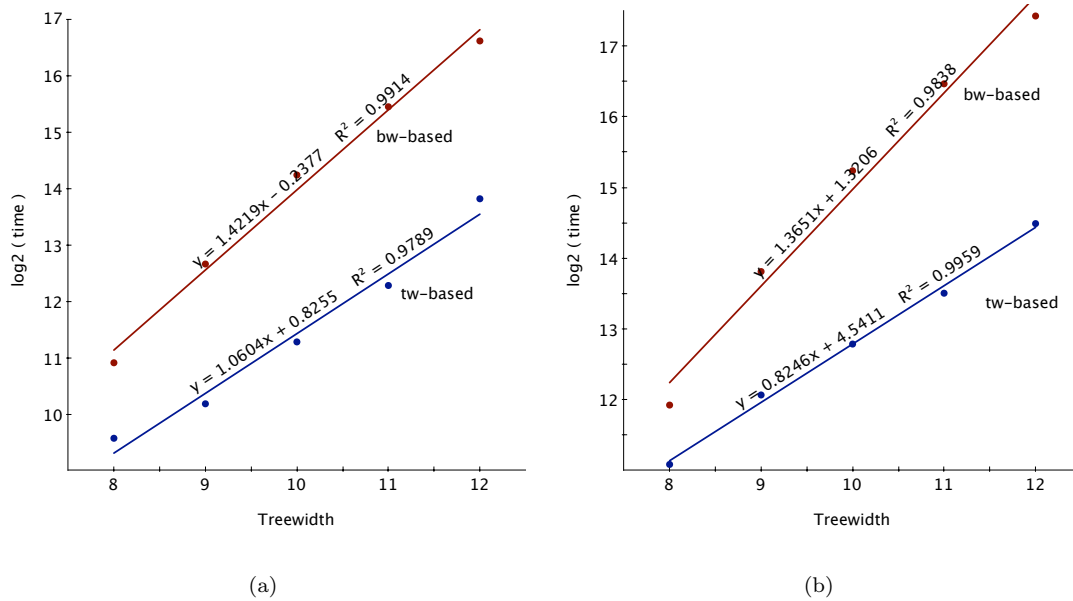 17
16
15
14
13
12
11
10
log2 ( time )
y = 1.4219x − 0.2377 R² = 0.9914
bw-based
y = 1.0604x + 0.8255 R² = 0.9789
tw-based
8 9 10 11 12
Treewidth
(a)
17
16
15
14
13
12
log2 ( time )
y = 1.3651x + 1.3206 R² = 0.9838
bw-based
y = 0.8246x + 4.5411 R² = 0.9959
tw-based
8 9 10 11 12
Treewidth
(b)